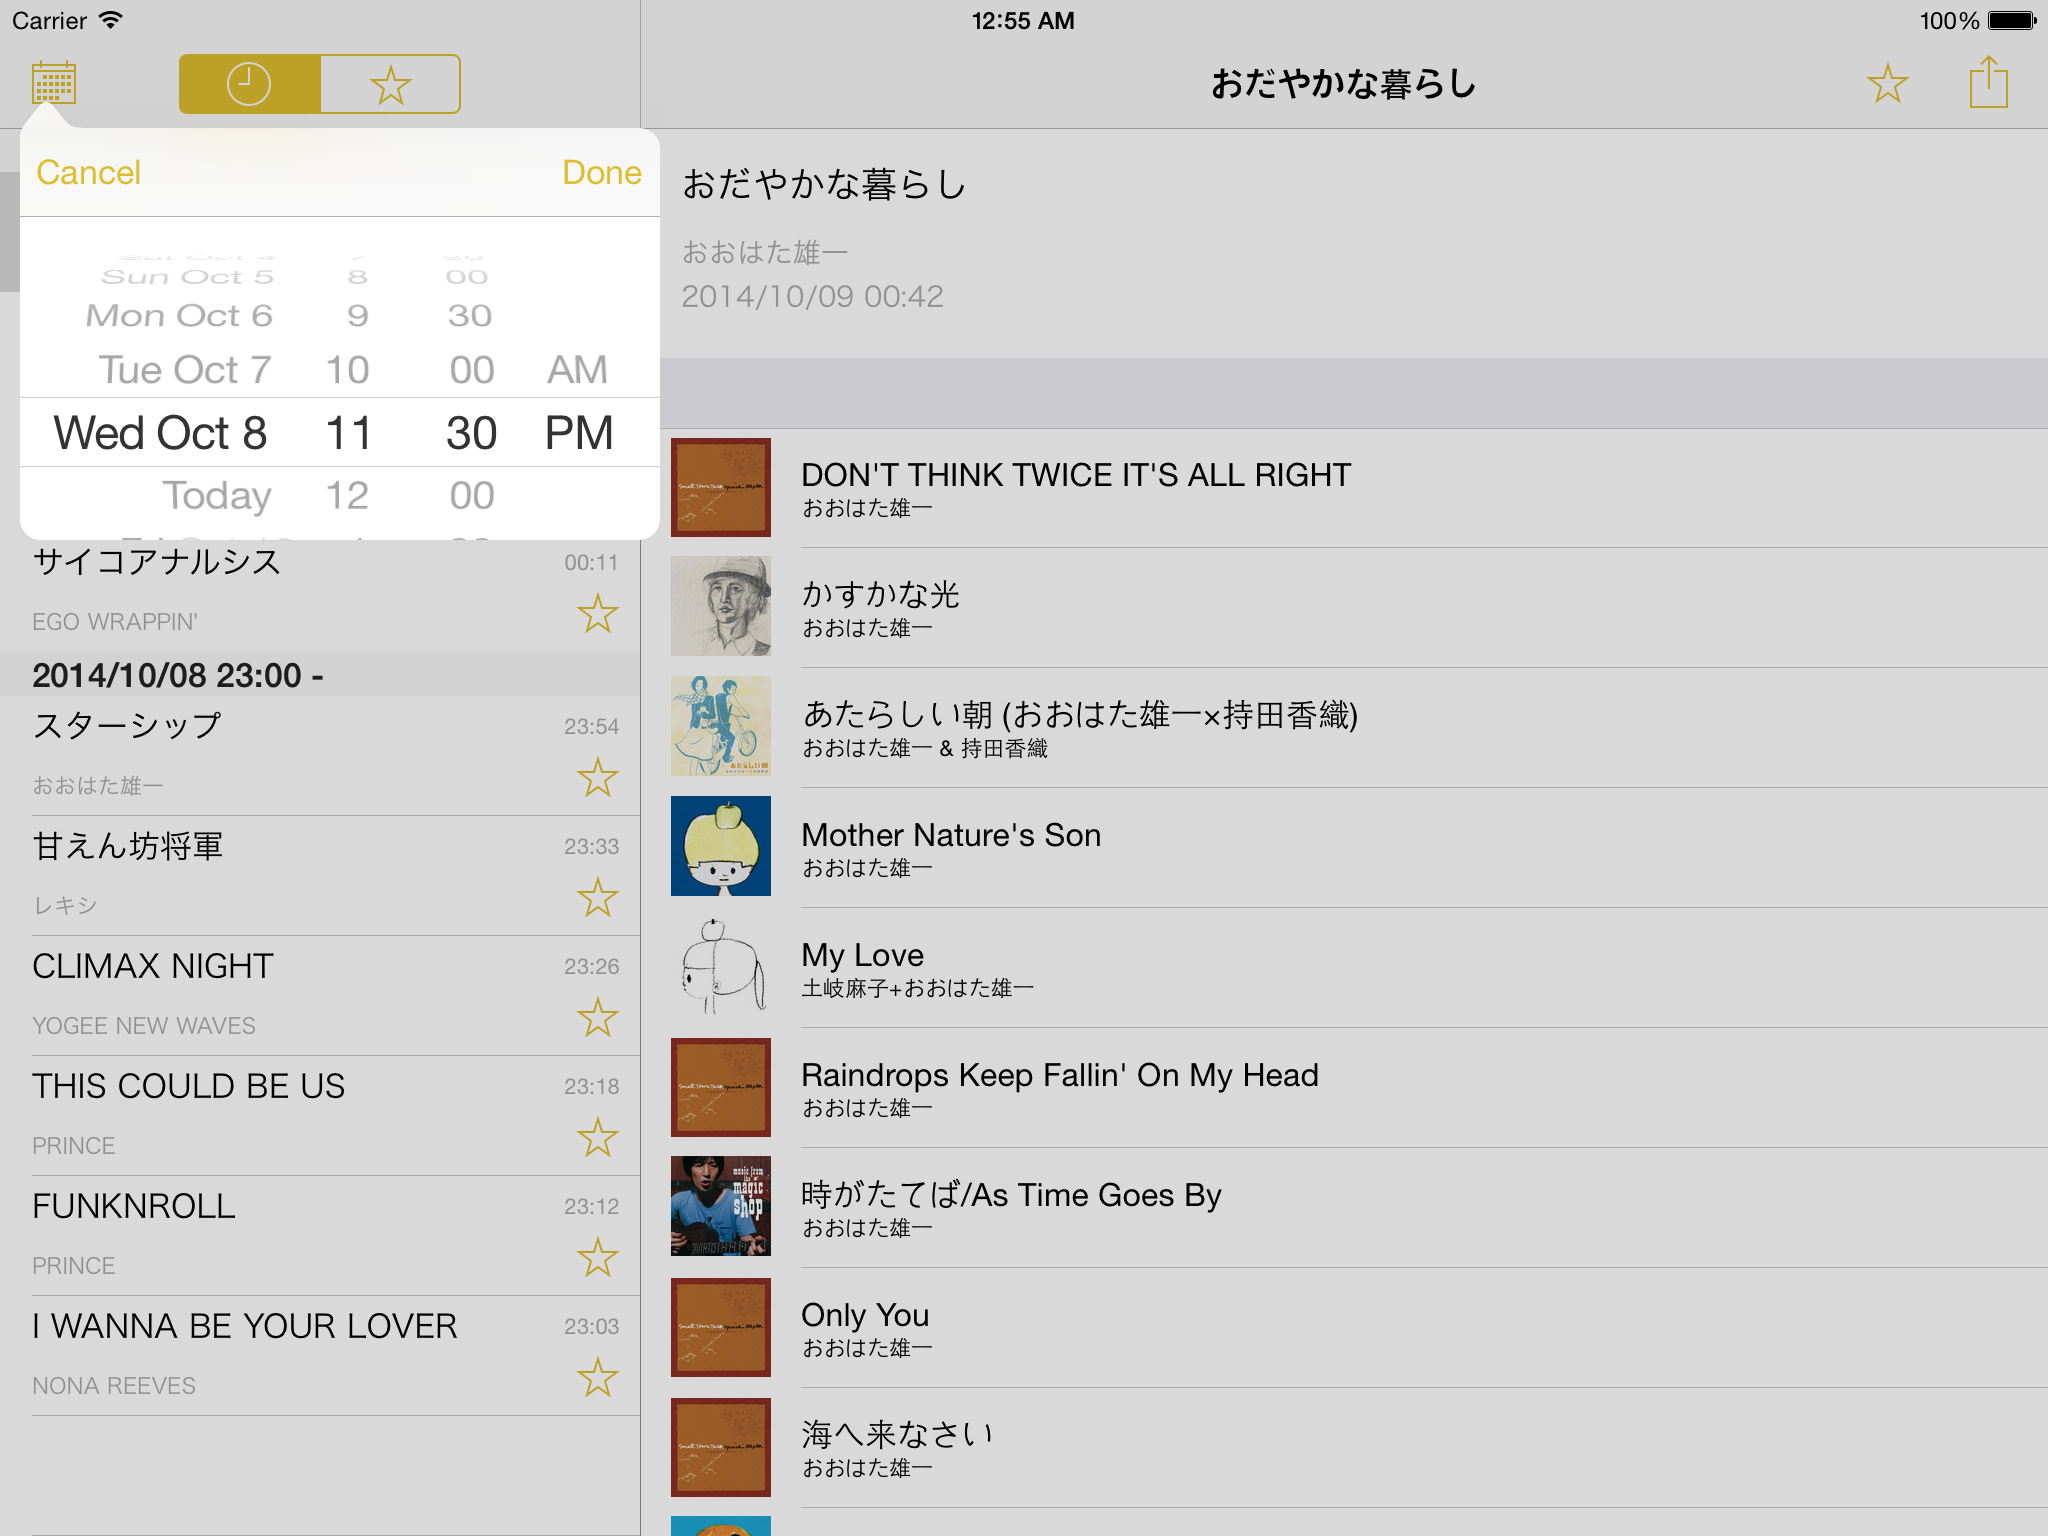 Carrier
12:55 AM
100%
おだやかな暮らし
Cancel
Done
Sun Oct 5 8 00
Mon Oct 6 9 30
Tue Oct 7 10 00 AM
Wed Oct 8 11 30 PM
Today 12 00
サイコアナルシス 00:11
EGO WRAPPIN'
2014/10/08 23:00 -
スターシップ 23:54
おおはた雄一
甘えん坊将軍 23:33
レキシ
CLIMAX NIGHT 23:26
YOGEE NEW WAVES
THIS COULD BE US 23:18
PRINCE
FUNKNROLL 23:12
PRINCE
I WANNA BE YOUR LOVER 23:03
NONA REEVES
おだやかな暮らし
おおはた雄一
2014/10/09 00:42
DON'T THINK TWICE IT'S ALL RIGHT
おおはた雄一
かすかな光
おおはた雄一
あたらしい朝 (おおはた雄一×持田香織)
おおはた雄一 & 持田香織
Mother Nature's Son
おおはた雄一
My Love
土岐麻子+おおはた雄一
Raindrops Keep Fallin' On My Head
おおはた雄一
music from
magic
shop
時がたてば/As Time Goes By
おおはた雄一
Only You
おおはた雄一
海へ来なさい
おおはた雄一